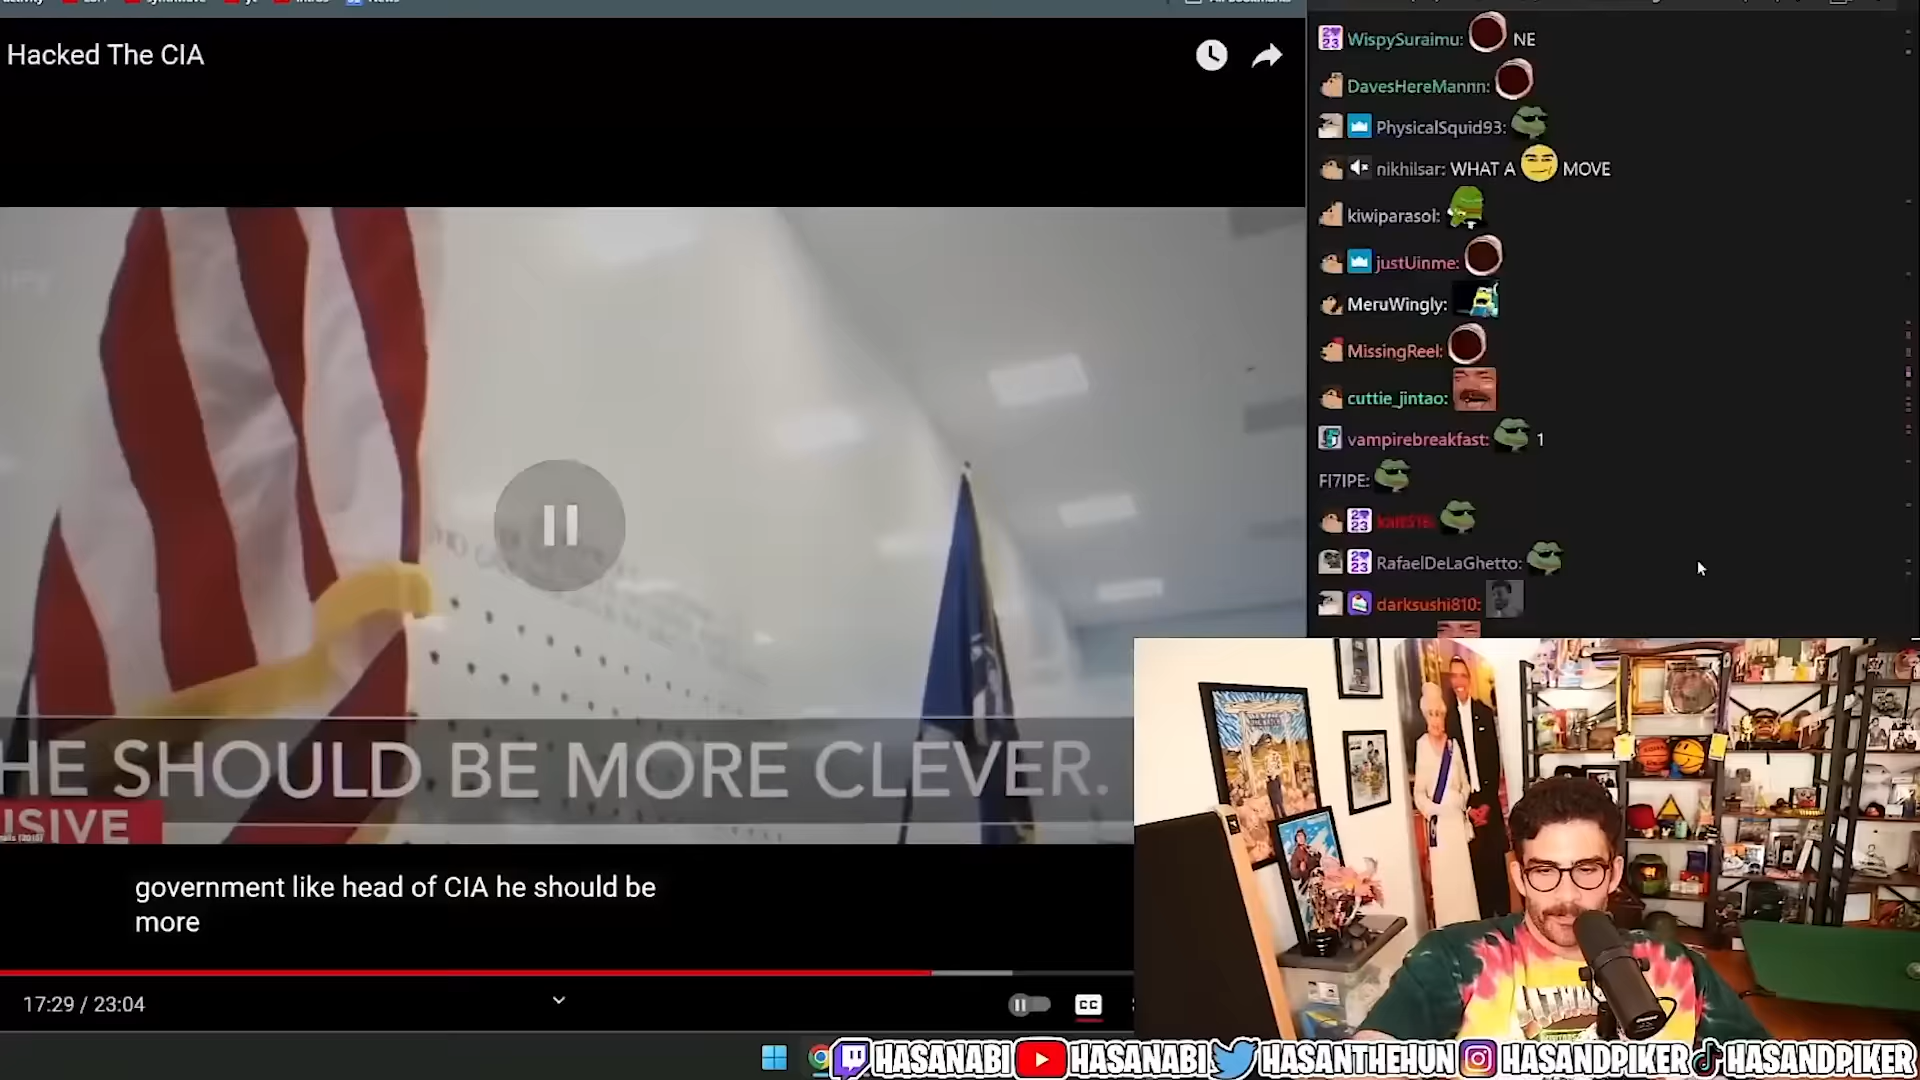 Hacked The CIA
WispySuraimu: NE
DavesHereMannn:
PhysicalSquid93:
nikhilsar: WHAT A MOVE
kiwiparasol:
justUinme:
MeruWingly:
MissingReel:
cuttie_jintao:
vampirebreakfast: 1
FI7IPE:
RafaelDeLaGhetto:
darksushi810:
HE SHOULD BE MORE CLEVER.
USIVE
government like head of CIA he should be
more
17:29 / 23:04
CC
HASANABI HASANABI HASANTHEHUN HASANDPIKER HASANDPIKER